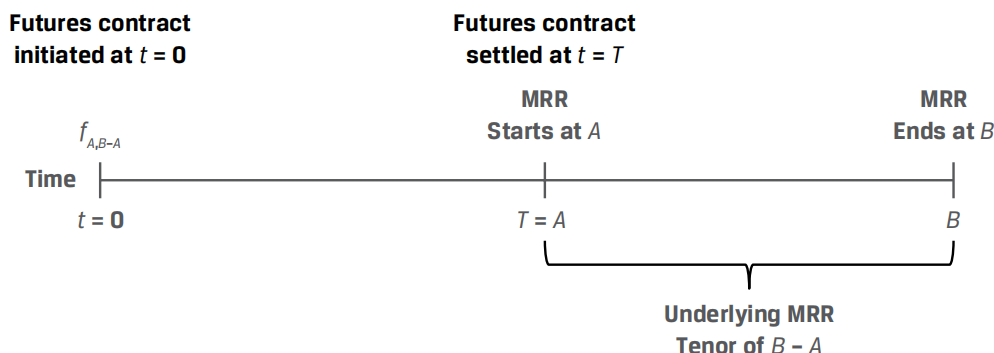 Futures contract
initiated at t = 0
Futures contract
settled at t = T
MRR
Starts at A
MRR
Ends at B
f A,B–A
Time
t = 0
T = A
B
Underlying MRR
Tenor of B – A